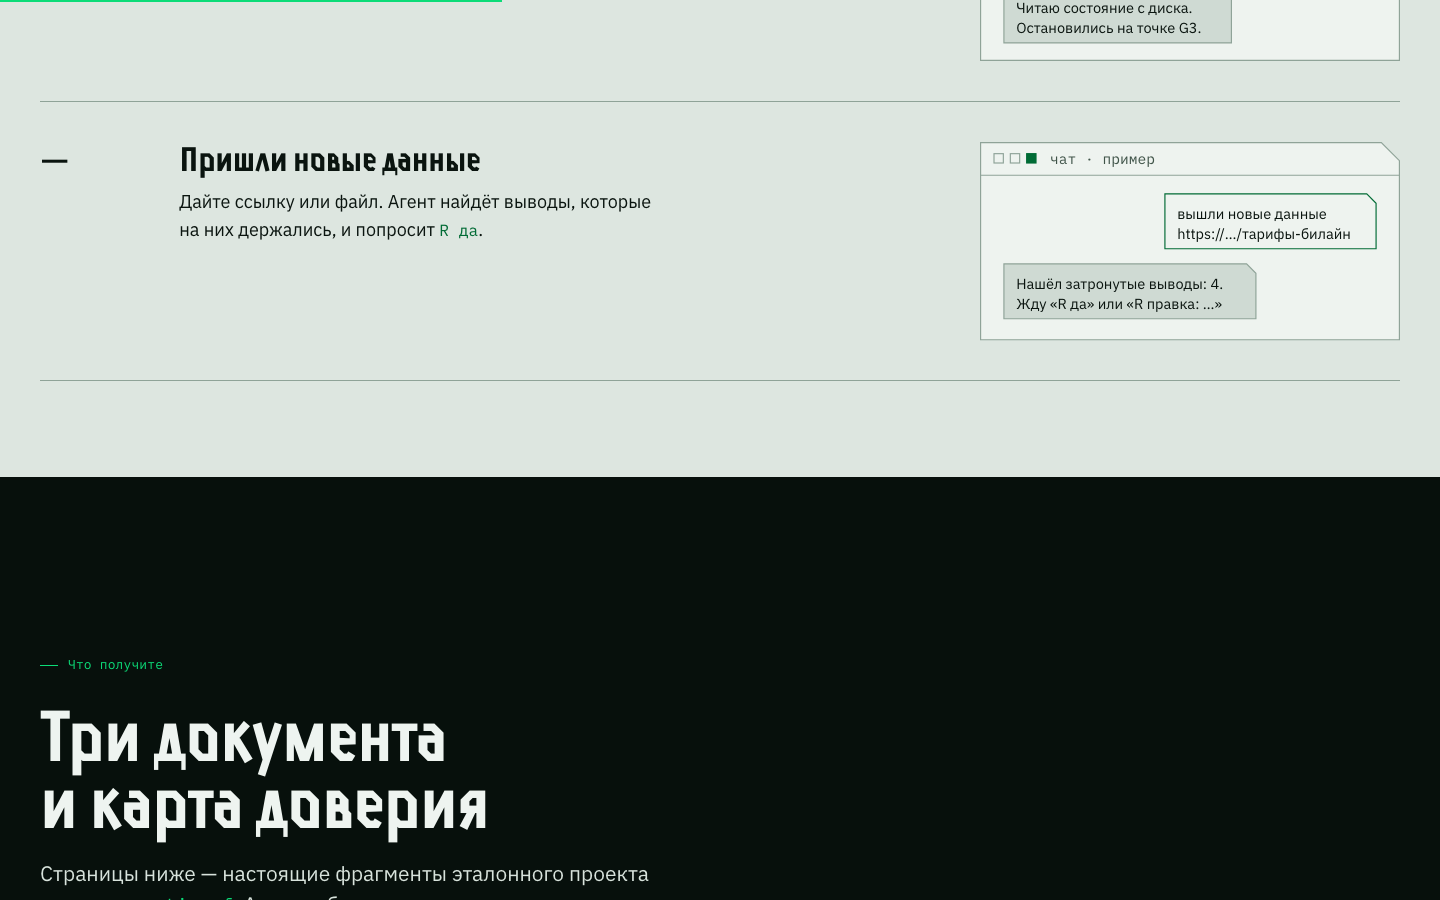 Читаю состояние с диска.
Остановились на точке G3.
—
Пришли новые данные
Дайте ссылку или файл. Агент найдёт выводы, которые
на них держались, и попросит R да.
чат · пример
вышли новые данные
https://…/тарифы-билайн
Нашёл затронутые выводы: 4.
Жду «R да» или «R правка: …»
— Что получите
Три документа
и карта доверия
Страницы ниже — настоящие фрагменты эталонного проекта